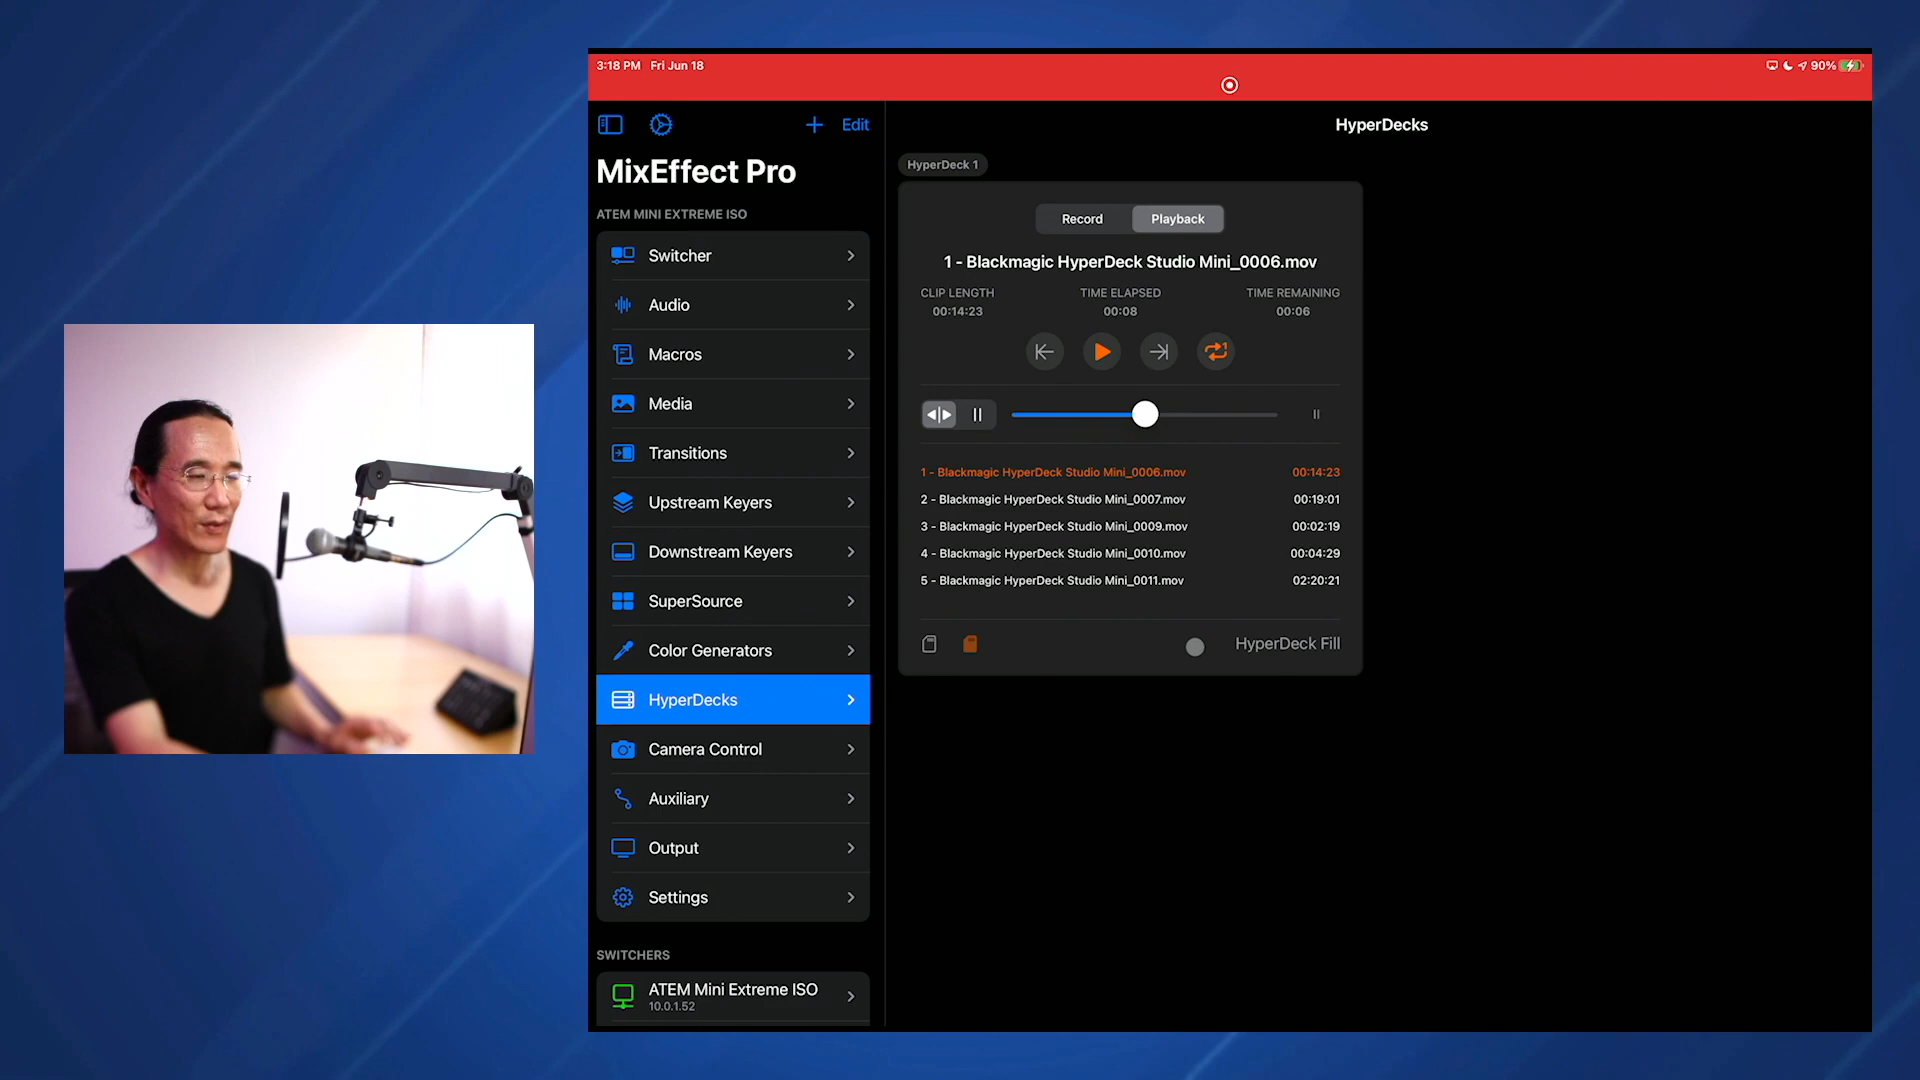 3:18 PM Fri Jun 18
90%
Edit
MixEffect Pro
ATEM MINI EXTREME ISO
Switcher
Audio
Macros
Media
Transitions
Upstream Keyers
Downstream Keyers
SuperSource
Color Generators
HyperDecks
Camera Control
Auxiliary
Output
Settings
SWITCHERS
ATEM Mini Extreme ISO
10.0.1.52
HyperDecks
HyperDeck 1
Record Playback
1 - Blackmagic HyperDeck Studio Mini_0006.mov
CLIP LENGTH TIME ELAPSED TIME REMAINING
00:14:23 00:08 00:06
1 - Blackmagic HyperDeck Studio Mini_0006.mov 00:14:23
2 - Blackmagic HyperDeck Studio Mini_0007.mov 00:19:01
3 - Blackmagic HyperDeck Studio Mini_0009.mov 00:02:19
4 - Blackmagic HyperDeck Studio Mini_0010.mov 00:04:29
5 - Blackmagic HyperDeck Studio Mini_0011.mov 02:20:21
HyperDeck Fill